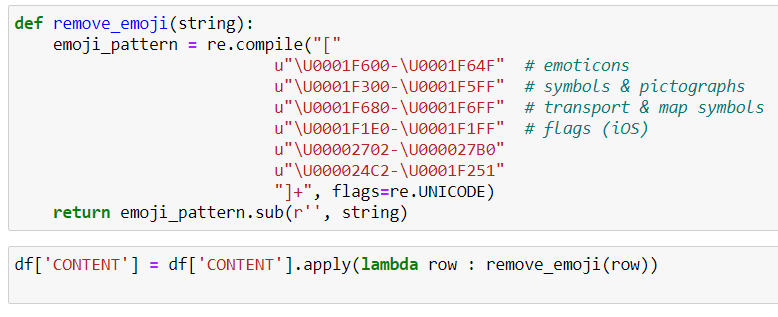 def remove_emoji(string):
    emoji_pattern = re.compile("["
                        u"\U0001F600-\U0001F64F"  # emoticons
                        u"\U0001F300-\U0001F5FF"  # symbols & pictographs
                        u"\U0001F680-\U0001F6FF"  # transport & map symbols
                        u"\U0001F1E0-\U0001F1FF"  # flags (iOS)
                        u"\U00002702-\U000027B0"
                        u"\U000024C2-\U0001F251"
                        "]+", flags=re.UNICODE)
    return emoji_pattern.sub(r'', string)
df['CONTENT'] = df['CONTENT'].apply(lambda row : remove_emoji(row))